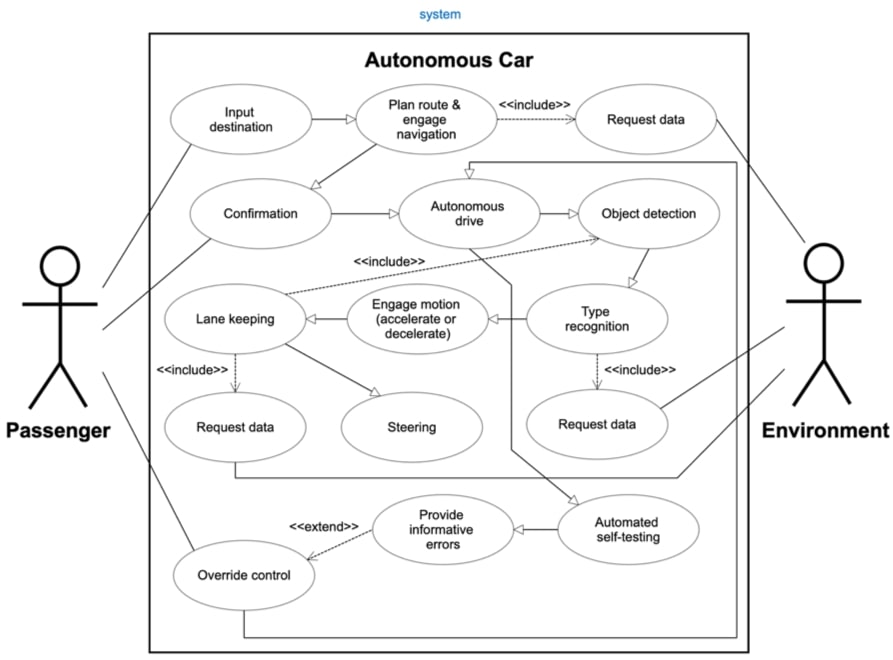 system
Autonomous Car
Input
destination
Plan route &
engage
navigation
<<include>>
Request data
Confirmation
Autonomous
drive
Object detection
<<include>>
Lane keeping
Engage motion
(accelerate or
decelerate)
Type
recognition
<<include>>
<<include>>
Request data
Steering
Request data
Passenger
Environment
<<extend>>
Provide
informative
errors
Automated
self-testing
Override control